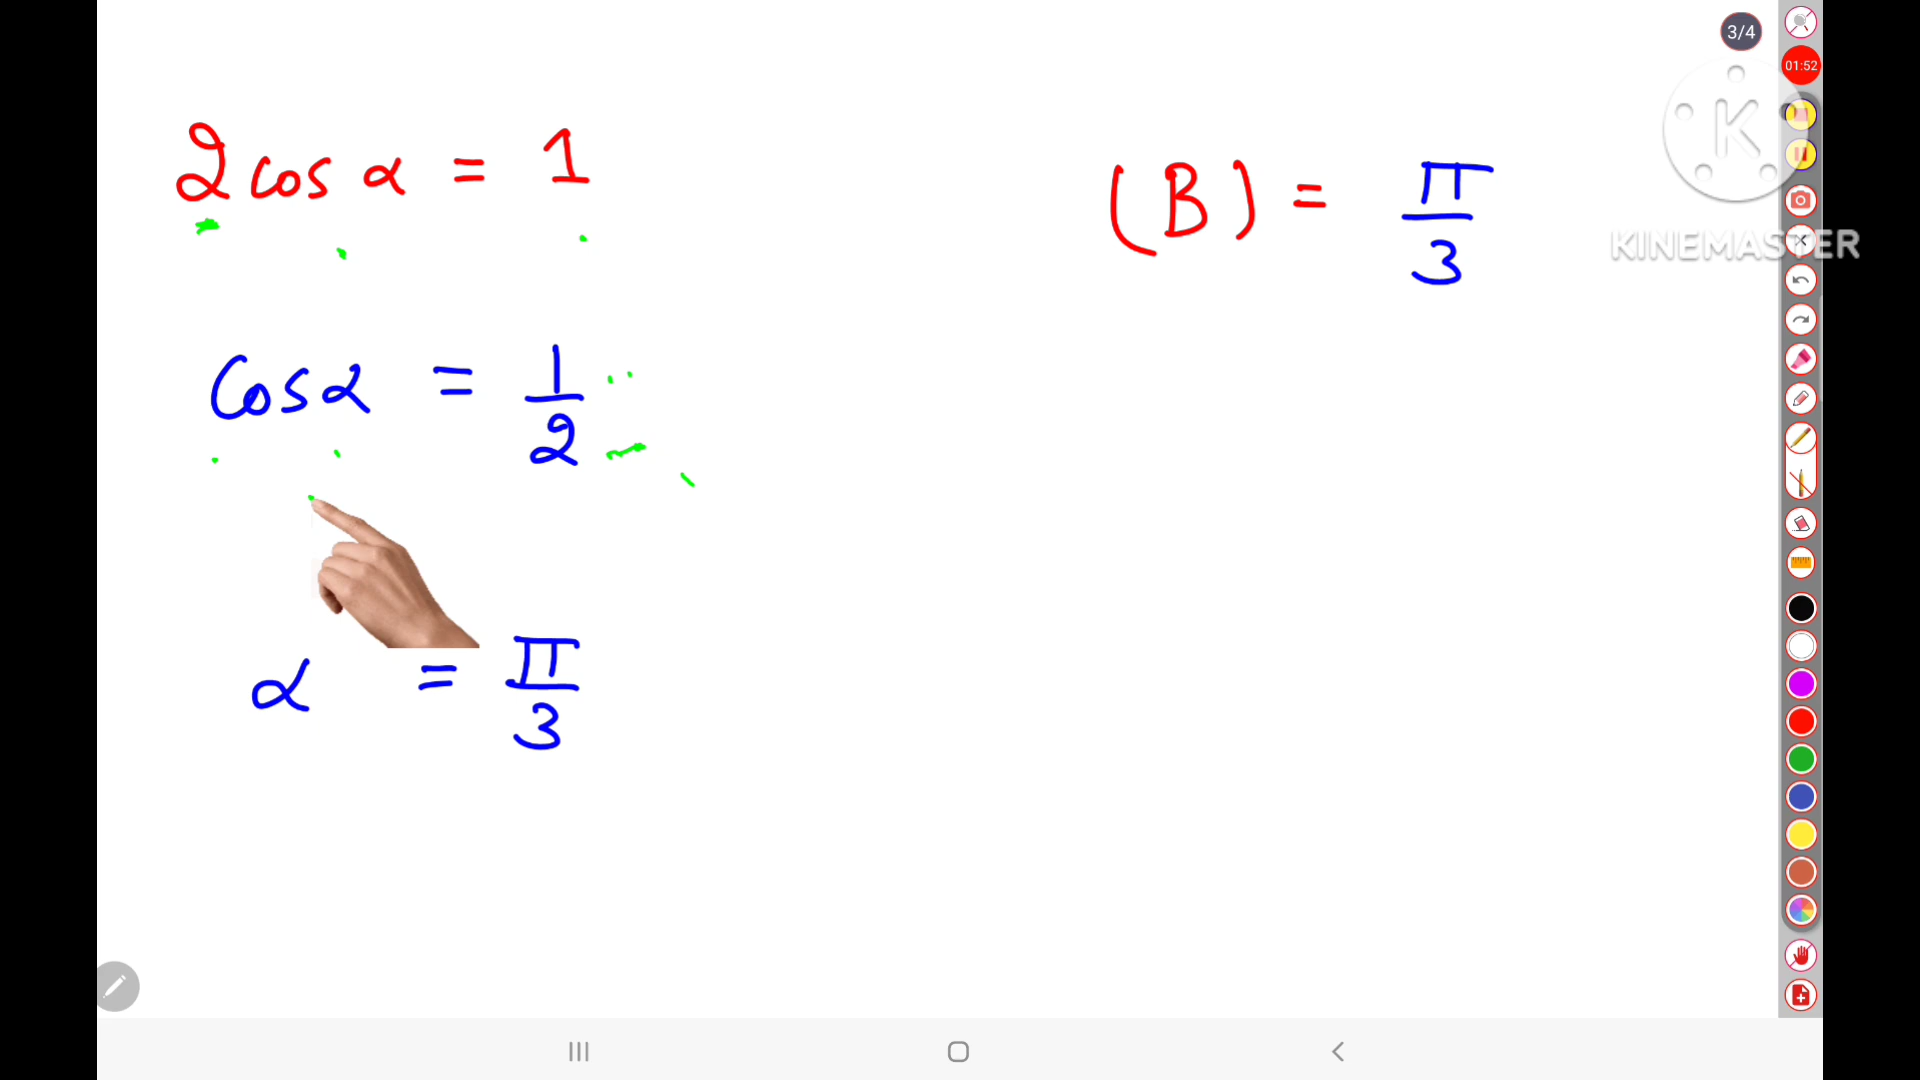 3/4
01:52
2 cos α = 1
(B) = π/3
KINEMASTER
cos α = 1/2
α = π/3